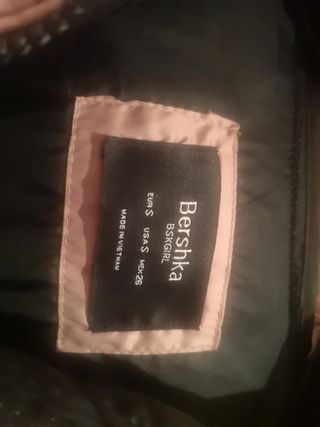 Bershka
BSKGIRL
EUR S USA S MEX 26
MADE IN VIETNAM